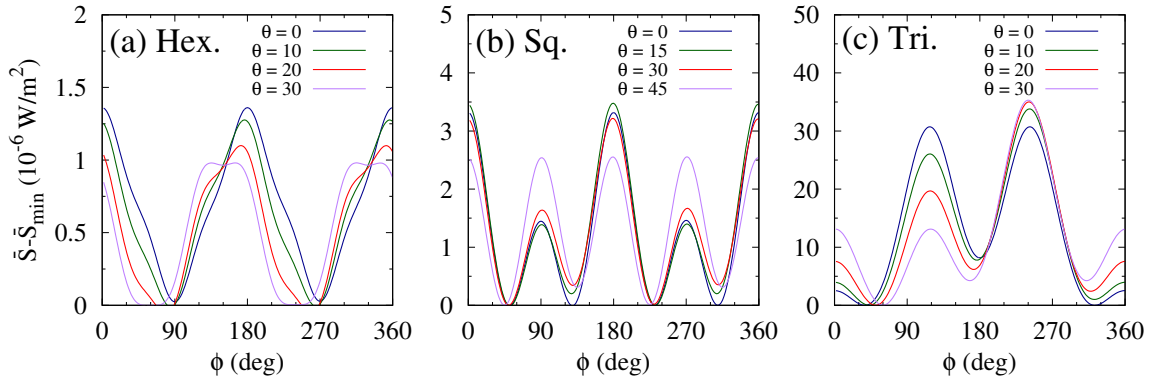 (a) Hex.
θ = 0
θ = 10
θ = 20
θ = 30
S̄-S̄min (10-6 W/m2)
2
1.5
1
0.5
0
0 90 180 270 360
ϕ (deg)
(b) Sq.
θ = 0
θ = 15
θ = 30
θ = 45
5
4
3
2
1
0
0 90 180 270 360
ϕ (deg)
(c) Tri.
θ = 0
θ = 10
θ = 20
θ = 30
50
40
30
20
10
0
0 90 180 270 360
ϕ (deg)